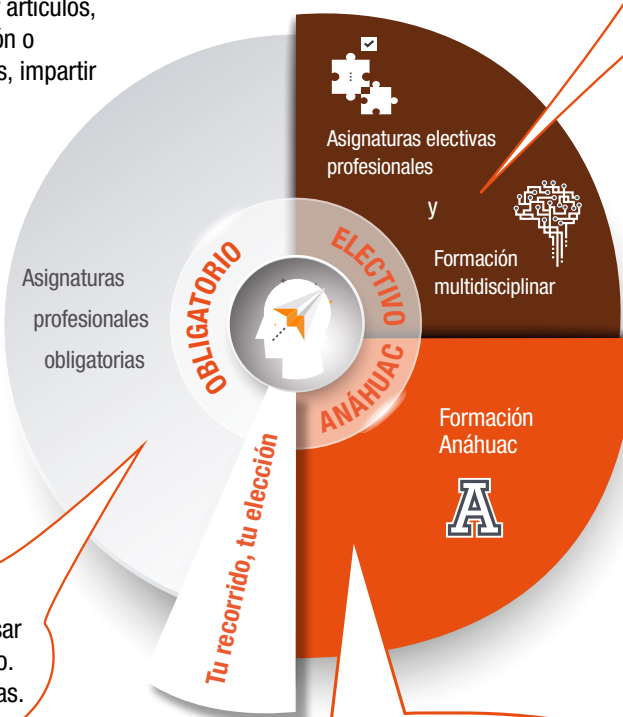 artículos,
ón o
s, impartir
Asignaturas electivas
profesionales
y
Formación
multidisciplinar
OBLIGATORIO
ELECTIVO
ANÁHUAC
Asignaturas
profesionales
obligatorias
Formación
Anáhuac
A
Tu recorrido, tu elección
sar
o.
as.